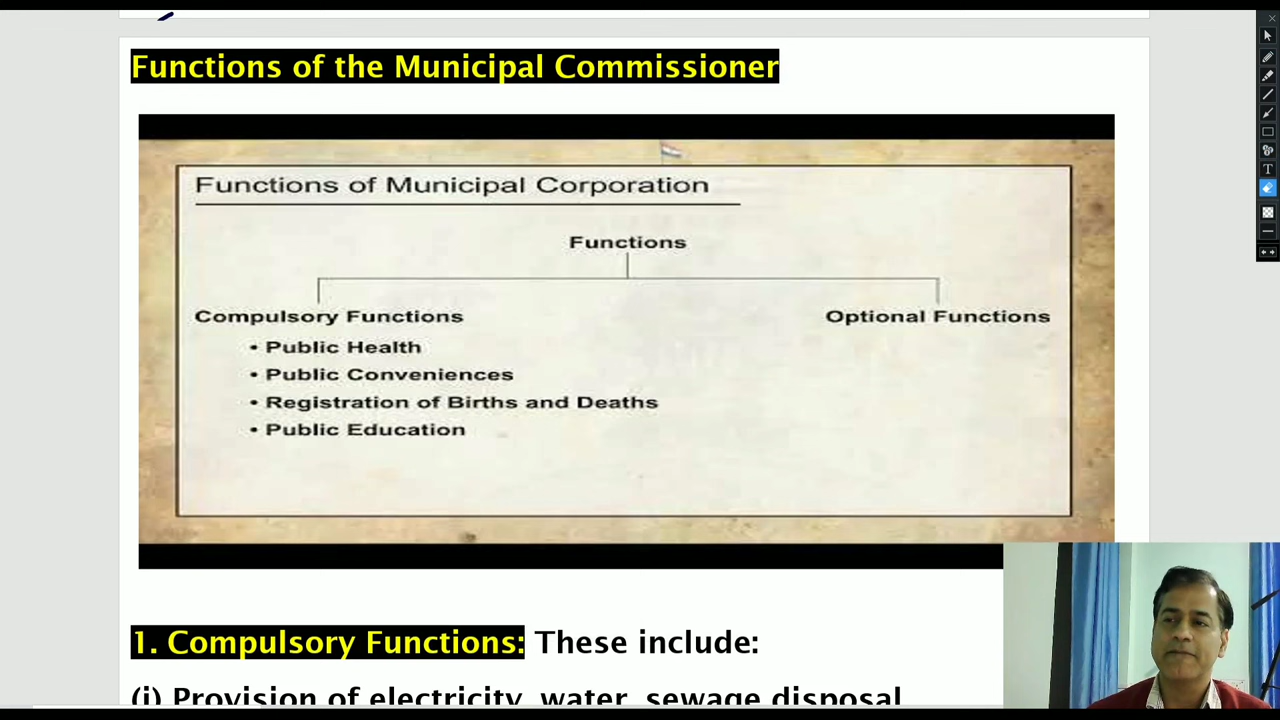 Functions of the Municipal Commissioner
Functions of Municipal Corporation
Functions
Compulsory Functions
Optional Functions
• Public Health
• Public Conveniences
• Registration of Births and Deaths
• Public Education
1. Compulsory Functions: These include:
(i) Provision of electricity, water, sewage disposal
T